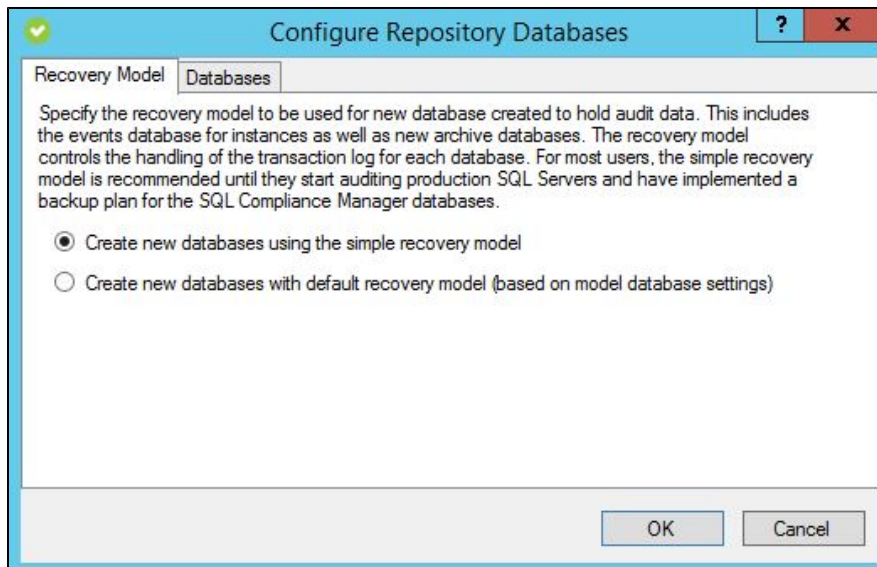 Configure Repository Databases
? x
Recovery Model Databases
Specify the recovery model to be used for new database created to hold audit data. This includes
the events database for instances as well as new archive databases. The recovery model
controls the handling of the transaction log for each database. For most users, the simple recovery
model is recommended until they start auditing production SQL Servers and have implemented a
backup plan for the SQL Compliance Manager databases.
Create new databases using the simple recovery model
Create new databases with default recovery model (based on model database settings)
OK Cancel